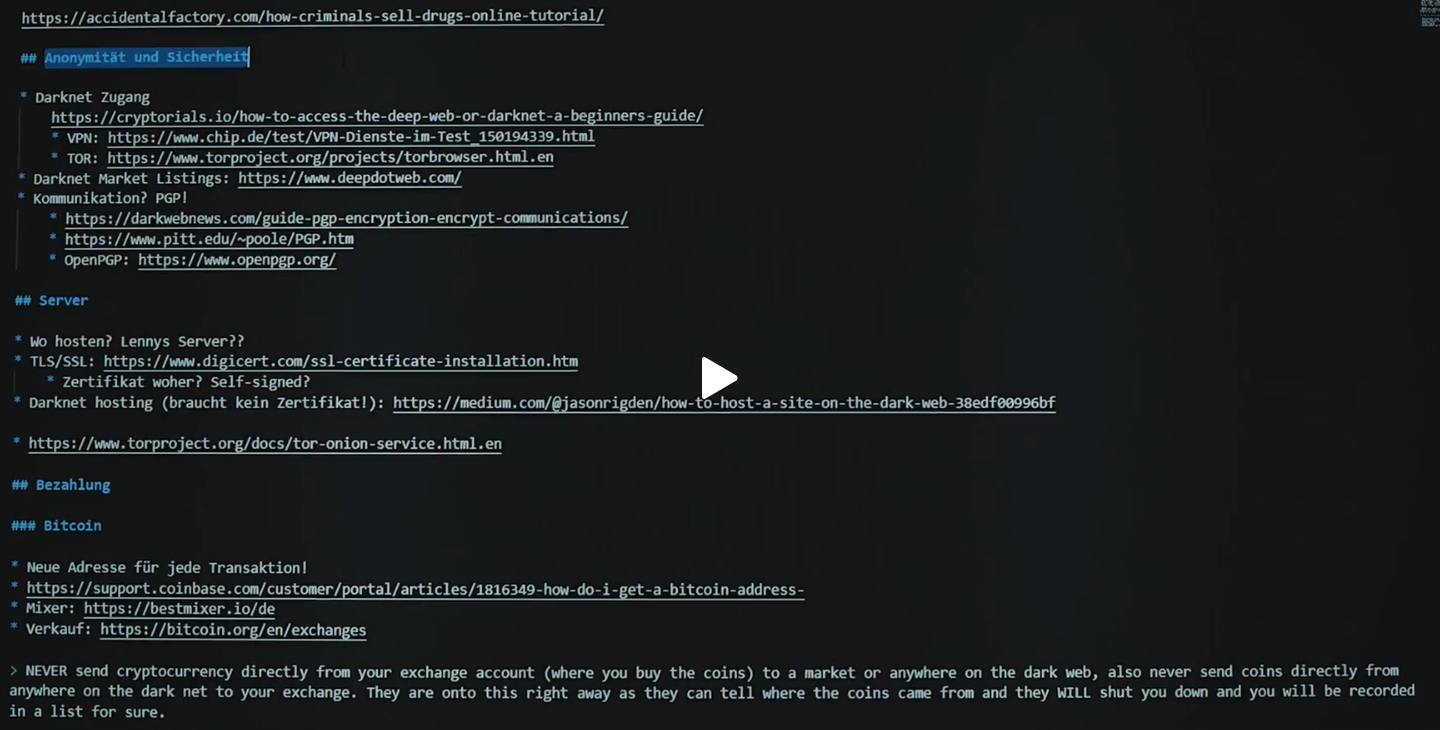 https://accidentalfactory.com/how-criminals-sell-drugs-online-tutorial/
## Anonymität und Sicherheit
* Darknet Zugang
https://cryptorials.io/how-to-access-the-deep-web-or-darknet-a-beginners-guide/
* VPN: https://www.chip.de/test/VPN-Dienste-im-Test_150194339.html
* TOR: https://www.torproject.org/projects/torbrowser.html.en
* Darknet Market Listings: https://www.deepdotweb.com/
* Kommunikation? PGP!
* https://darkwebnews.com/guide-pgp-encryption-encrypt-communications/
* https://www.pitt.edu/~poole/PGP.htm
* OpenPGP: https://www.openpgp.org/
## Server
* Wo hosten? Lennys Server??
* TLS/SSL: https://www.digicert.com/ssl-certificate-installation.htm
* Zertifikat woher? Self-signed?
* Darknet hosting (braucht kein Zertifikat!): https://medium.com/@jasonrigden/how-to-host-a-site-on-the-dark-web-38edf00996bf
* https://www.torproject.org/docs/tor-onion-service.html.en
## Bezahlung
### Bitcoin
* Neue Adresse für jede Transaktion!
* https://support.coinbase.com/customer/portal/articles/1816349-how-do-i-get-a-bitcoin-address-
* Mixer: https://bestmixer.io/de
* Verkauf: https://bitcoin.org/en/exchanges
> NEVER send cryptocurrency directly from your exchange account (where you buy the coins) to a market or anywhere on the dark web, also never send coins directly from
anywhere on the dark net to your exchange. They are onto this right away as they can tell where the coins came from and they WILL shut you down and you will be recorded
in a list for sure.